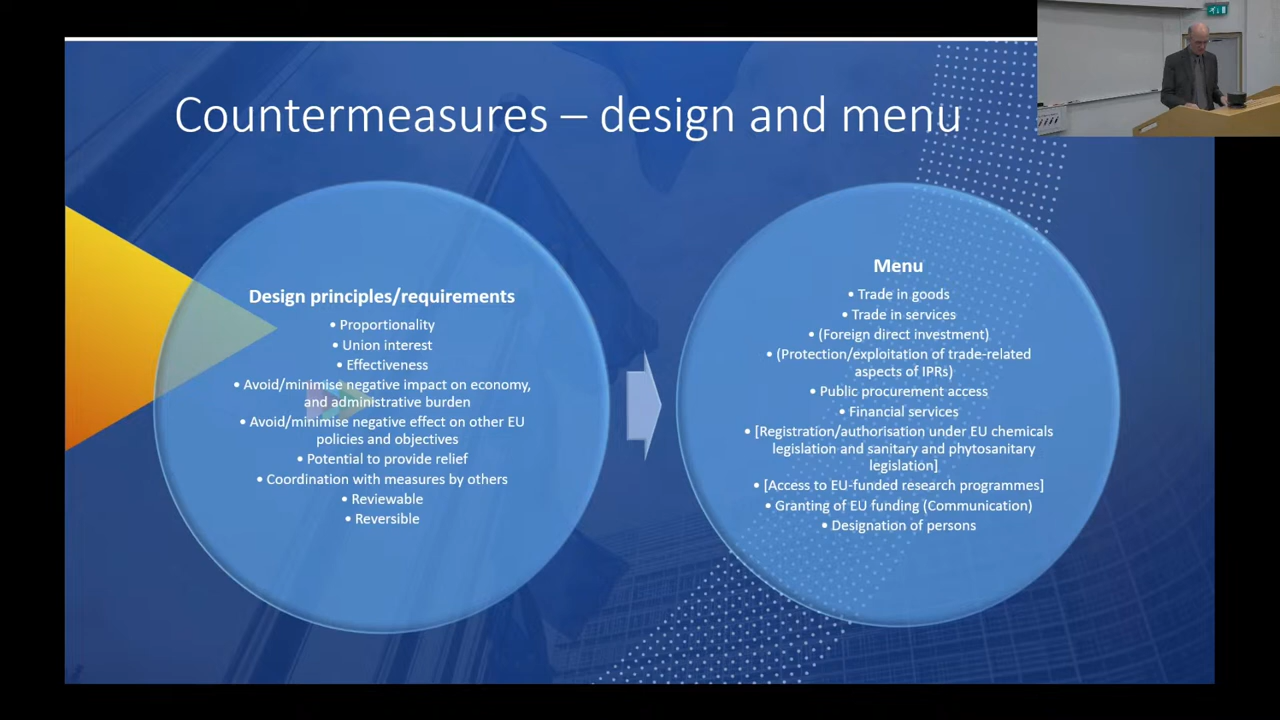 Countermeasures – design and menu
Design principles/requirements
• Proportionality
• Union interest
• Effectiveness
• Avoid/minimise negative impact on economy,
and administrative burden
• Avoid/minimise negative effect on other EU
policies and objectives
• Potential to provide relief
• Coordination with measures by others
• Reviewable
• Reversible
Menu
• Trade in goods
• Trade in services
• (Foreign direct investment)
• (Protection/exploitation of trade-related
aspects of IPRs)
• Public procurement access
• Financial services
• [Registration/authorisation under EU chemicals
legislation and sanitary and phytosanitary
legislation]
• [Access to EU-funded research programmes]
• Granting of EU funding (Communication)
• Designation of persons